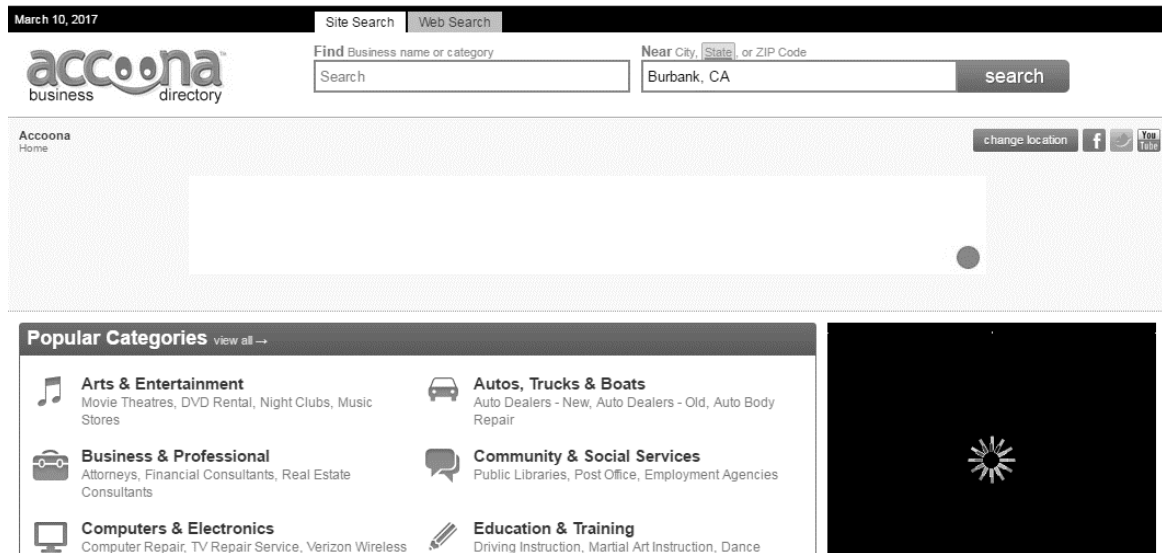 March 10, 2017
Site Search
Web Search
accoona™
business directory
Find Business name or category
Near City, State, or ZIP Code
Search
Burbank, CA
search
Accoona
Home
change location
f
You
Tube
Popular Categories view all→
Arts & Entertainment
Movie Theatres, DVD Rental, Night Clubs, Music
Stores
Autos, Trucks & Boats
Auto Dealers - New, Auto Dealers - Old, Auto Body
Repair
Business & Professional
Attorneys, Financial Consultants, Real Estate
Consultants
Community & Social Services
Public Libraries, Post Office, Employment Agencies
Computers & Electronics
Computer Repair, TV Repair Service, Verizon Wireless
Education & Training
Driving Instruction, Martial Art Instruction, Dance